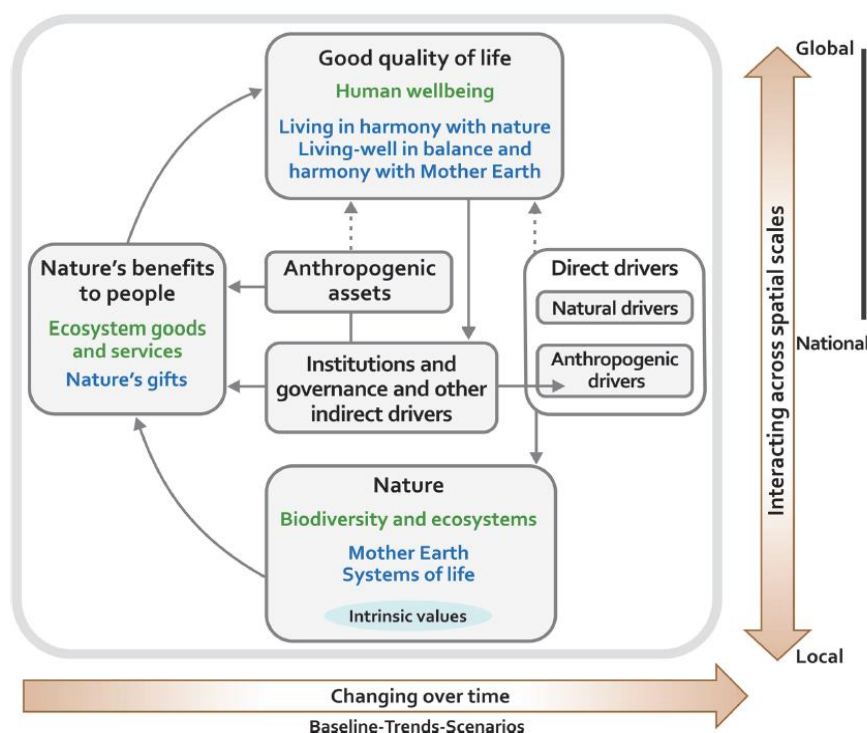 Good quality of life
Human wellbeing
Living in harmony with nature
Living-well in balance and
harmony with Mother Earth
Nature's benefits
to people
Ecosystem goods
and services
Nature's gifts
Anthropogenic
assets
Institutions and
governance and other
indirect drivers
Direct drivers
Natural drivers
Anthropogenic
drivers
Nature
Biodiversity and ecosystems
Mother Earth
Systems of life
Intrinsic values
Global
National
Local
Interacting across spatial scales
Changing over time
Baseline-Trends-Scenarios